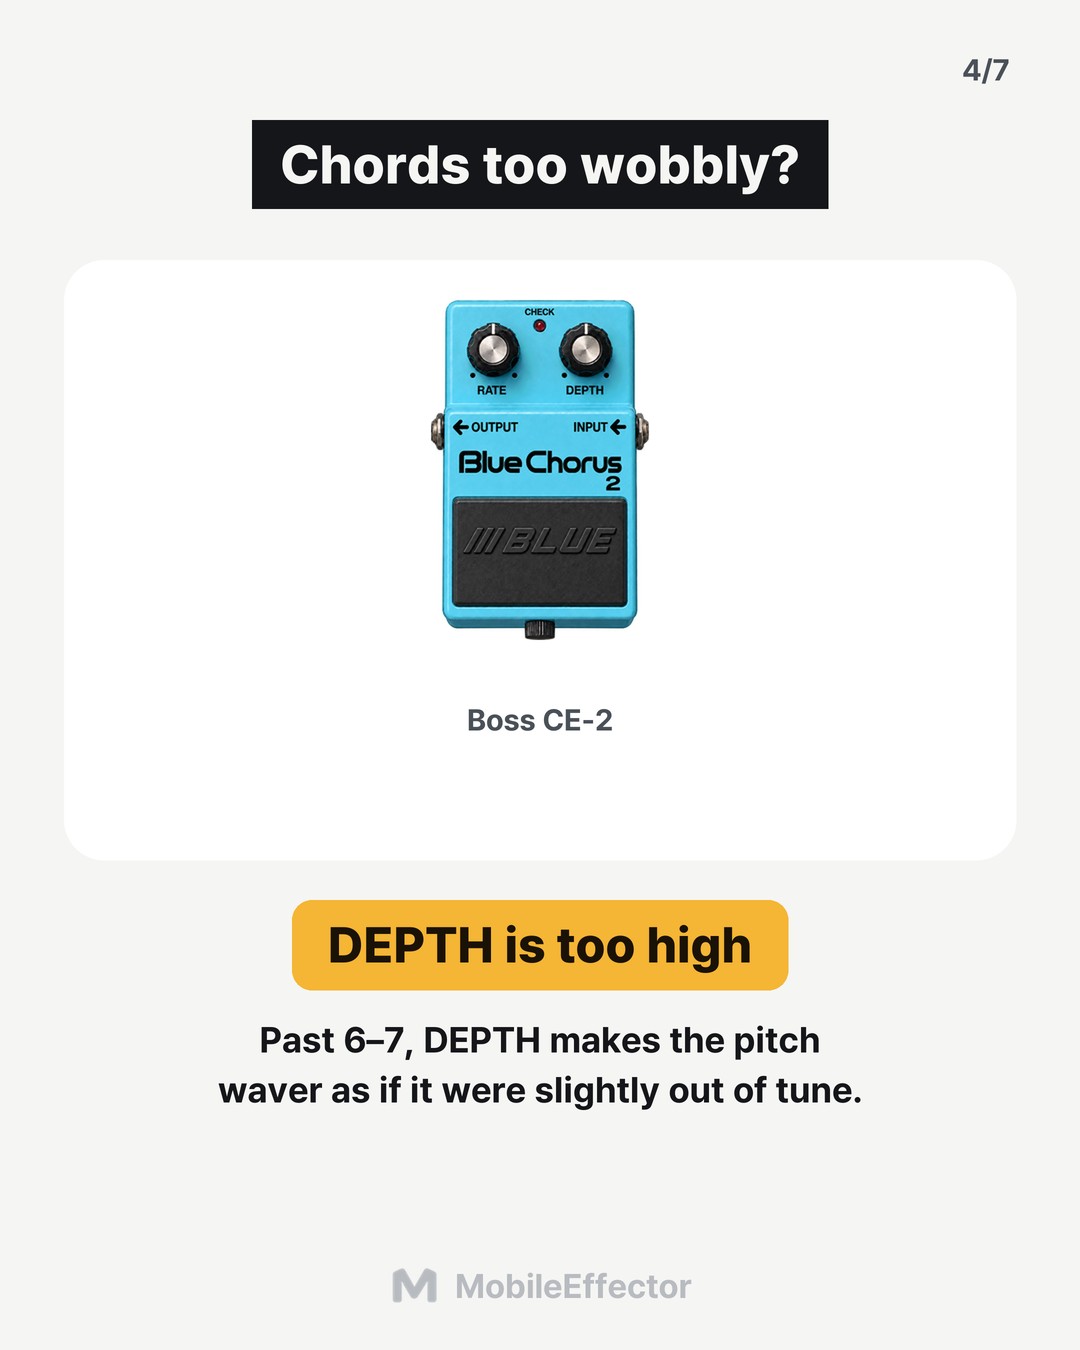 4/7
Chords too wobbly?
CHECK
RATE DEPTH
OUTPUT INPUT
Blue Chorus
2
BLUE
Boss CE-2
DEPTH is too high
Past 6–7, DEPTH makes the pitch
waver as if it were slightly out of tune.
MobileEffector